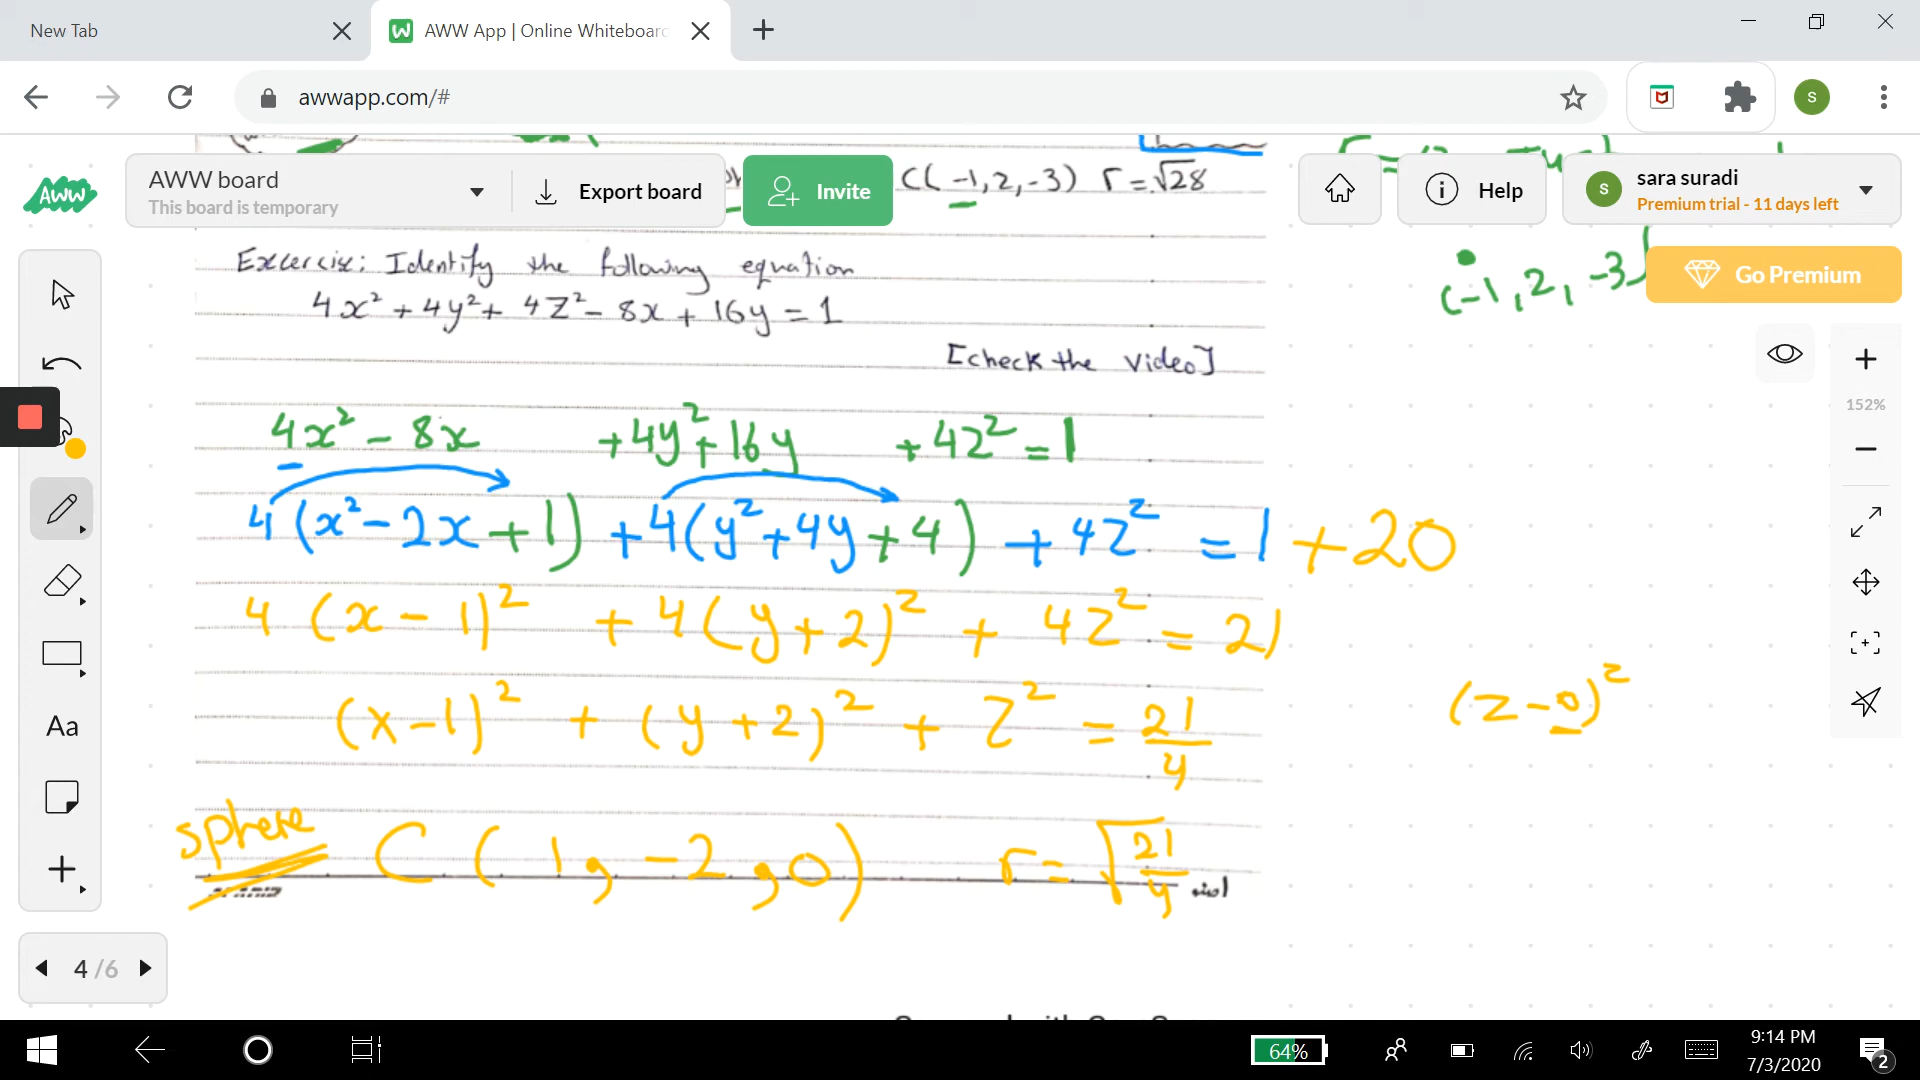 New Tab
AWW App | Online Whiteboard
awwapp.com/#
AWW
AWW board
This board is temporary
Export board
Invite
C(-1,2,-3) r=√28
Help
S
sara suradi
Premium trial - 11 days left
(-1, 2, -3)
Go Premium
Excercise: Identify the following equation
4x² + 4y² + 4Z² - 8x + 16y = 1
[check the video]
152%
4x² - 8x +4y²+16y +4z² = 1
4(x²-2x+1) +4(y²+4y+4) + 4Z² = 1 + 20
4 (x-1)² + 4(y+2)² + 4Z² = 21
(x-1)² + (y+2)² + Z² = 21/4
(z-0)²
Aa
sphere C (1, -2, 0) r = √21/4
4 /6
64%
9:14 PM
7/3/2020
2